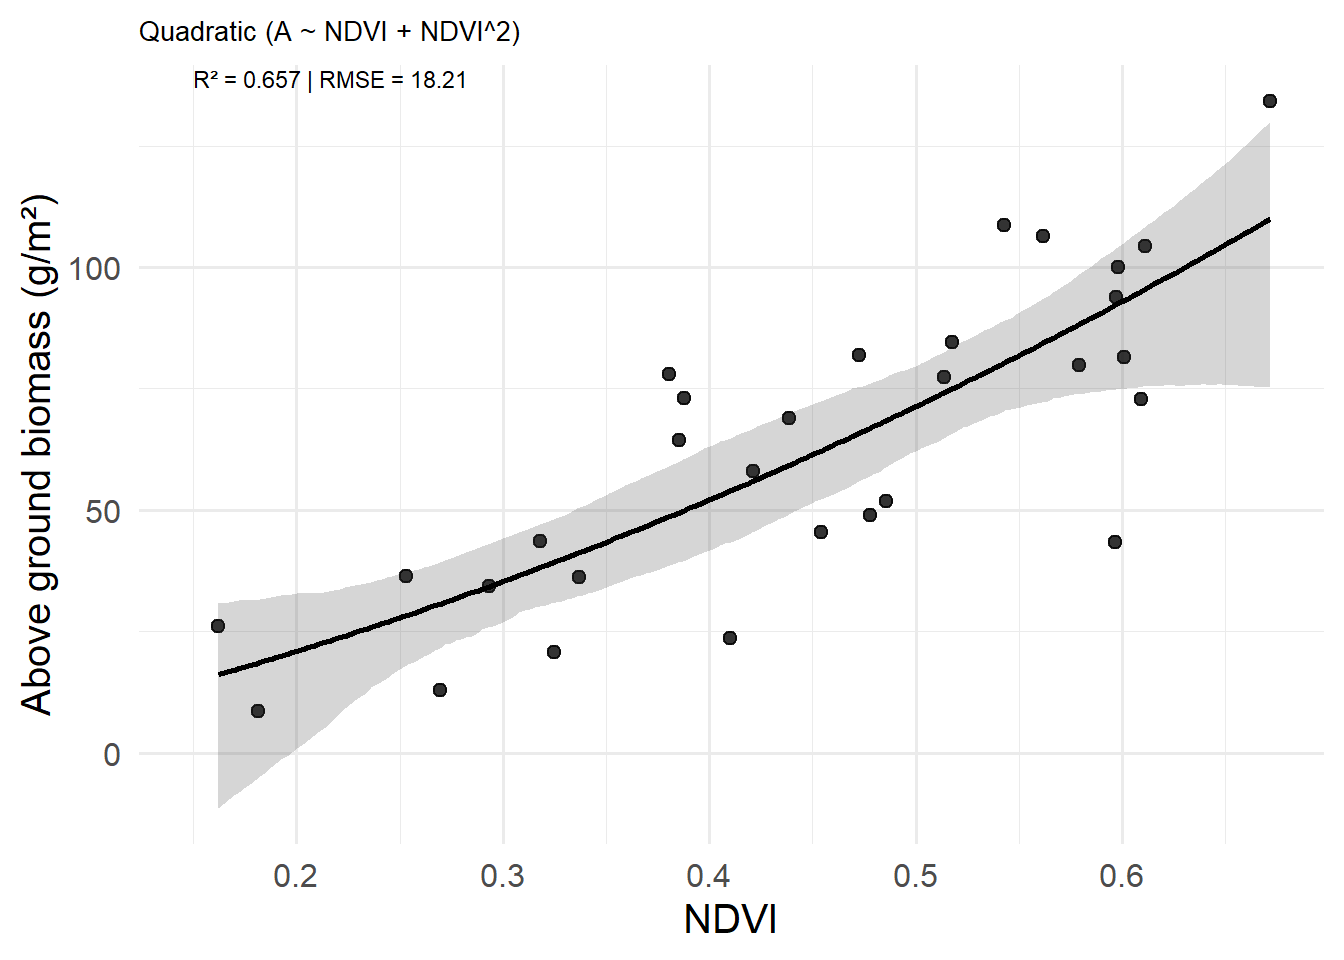 Quadratic (A ~ NDVI + NDVI^2)
R² = 0.657 | RMSE = 18.21
Above ground biomass (g/m²)
100
50
0
0.2 0.3 0.4 0.5 0.6
NDVI